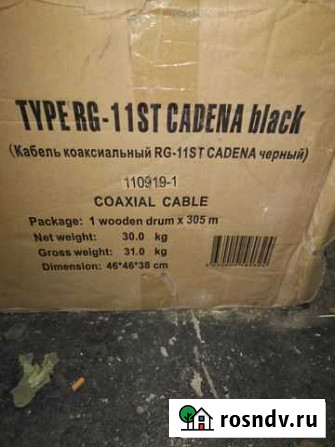 TYPE RG-11ST CADENA black
(Кабель коаксиальный RG-11ST CADENA черный)
110919-1
COAXIAL CABLE
Package: 1 wooden drum x 305 m
Net weight: 30.0 kg
Gross weight: 31.0 kg
Dimension: 46*46*38 cm
rosndv.ru